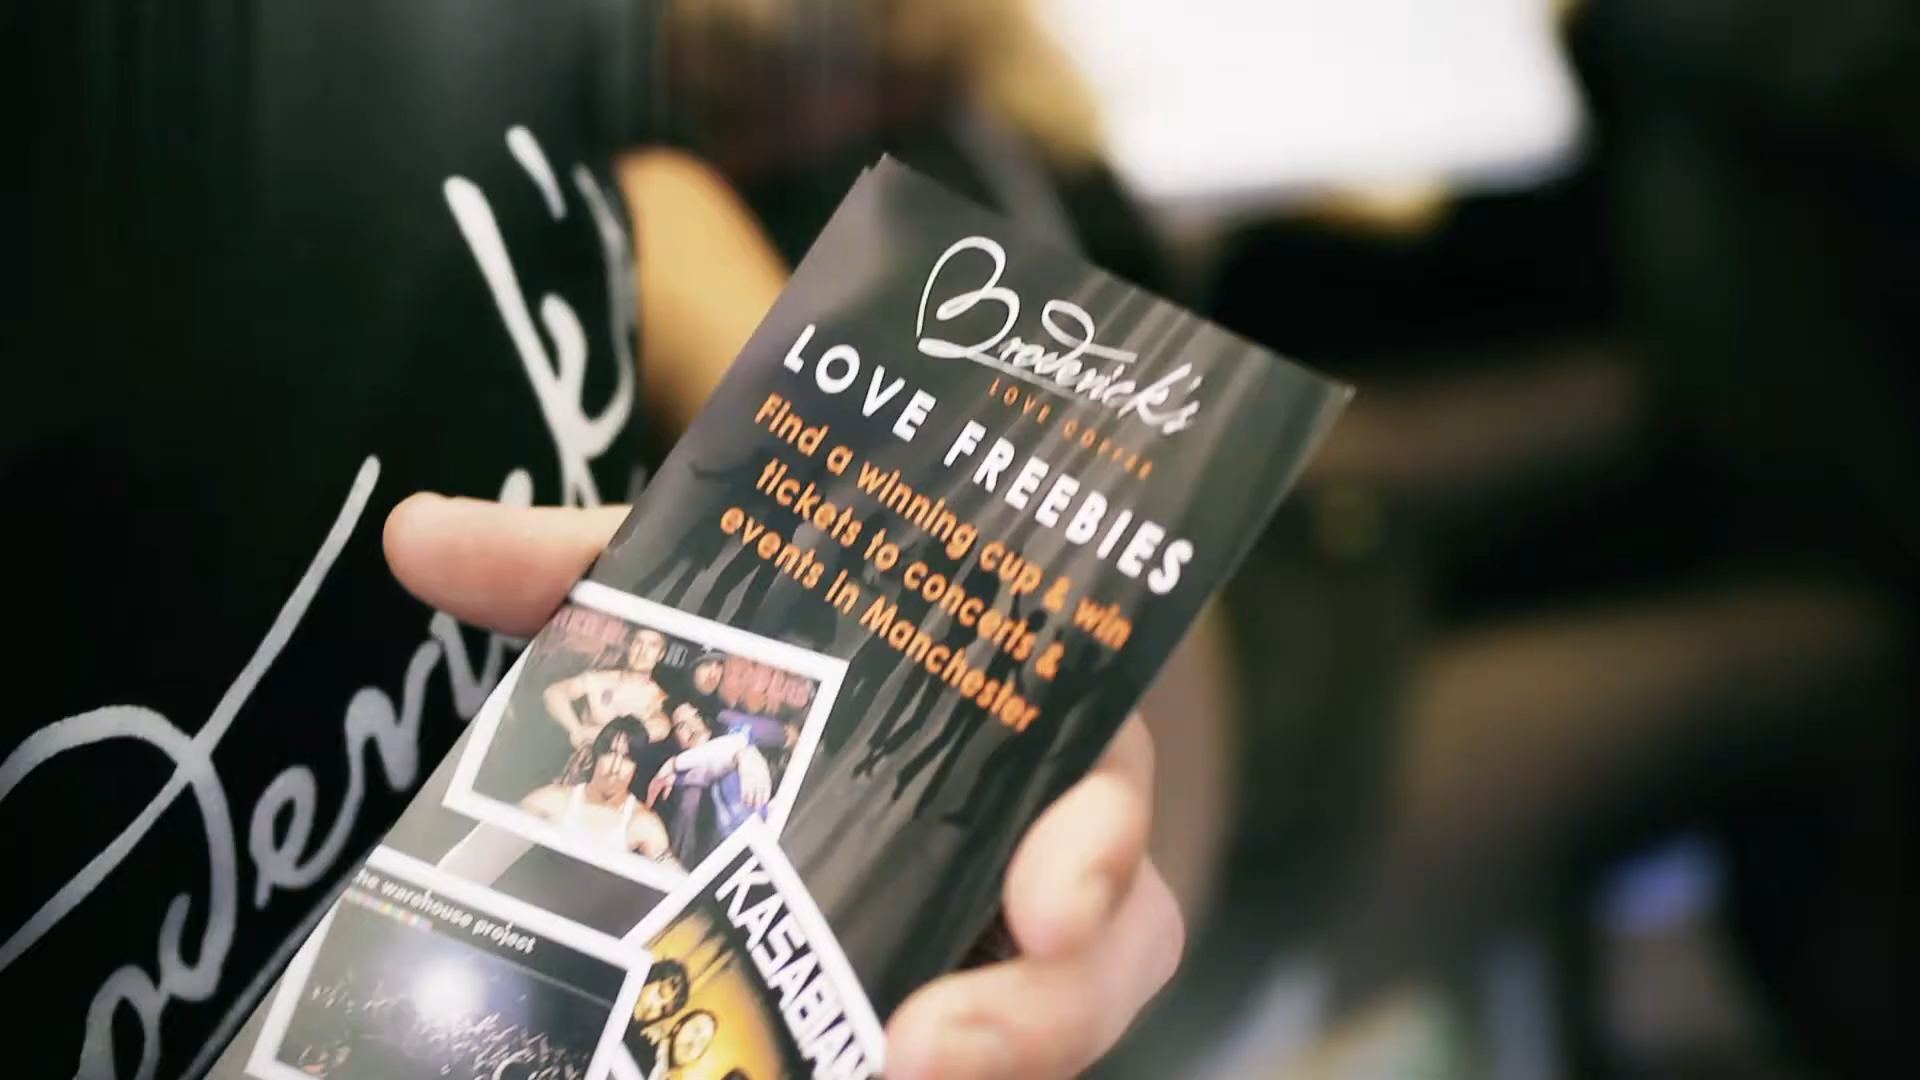 Broderick's
LOVE COFFEE
LOVE FREEBIES
Find a winning cup & win
tickets to concerts &
events in Manchester
he warehouse project
KASABIAN
oderick's